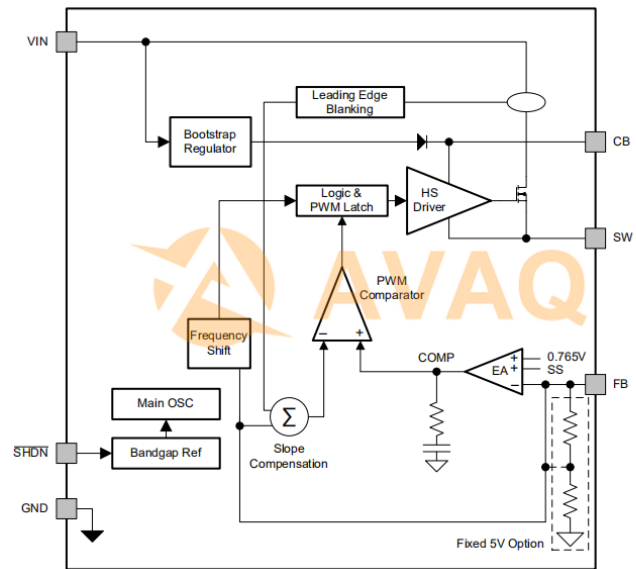 VIN
Leading Edge
Blanking
Bootstrap
Regulator
CB
Logic &
PWM Latch
HS
Driver
SW
AVAQ
PWM
Comparator
− +
Frequency
Shift
COMP
EA
+
+
−
0.765V
SS
FB
Main OSC
Σ
SHDN
Bandgap Ref
Slope
Compensation
GND
Fixed 5V Option